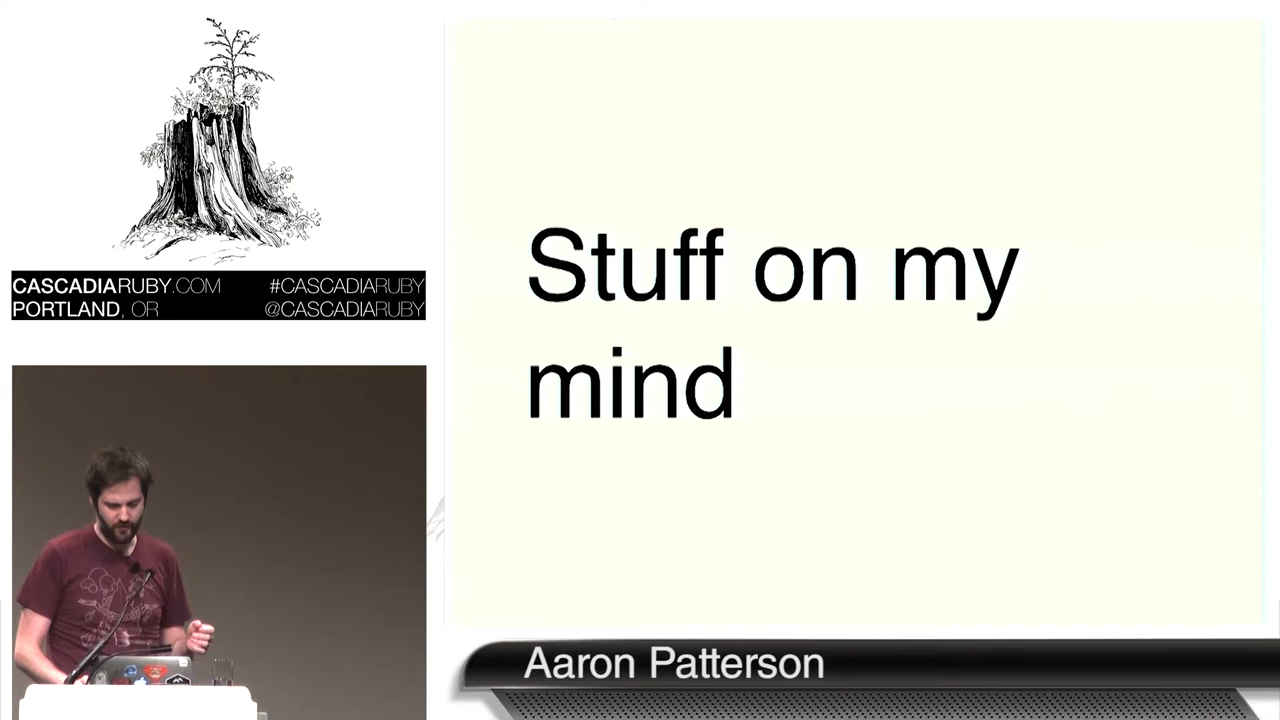 CASCADIARUBY.COM #CASCADIARUBY
PORTLAND, OR @CASCADIARUBY
Stuff on my
mind
Aaron Patterson